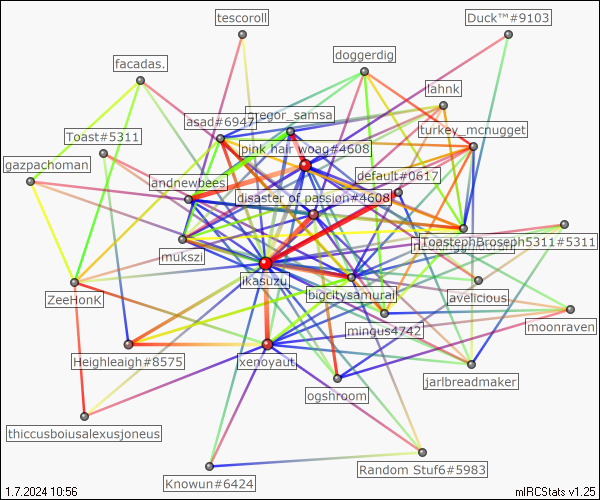 tescoroll
Duck™#9103
doggerdig
facadas.
lahnk
gregor_samsa
asad#6947
turkey_mcnugget
Toast#5311
pink hair woag#4608
gazpachoman
default#0617
andnewbees
disaster of passion#4608
ToastephBroseph5311#5311
mukszi
ikasuzu
bigcitysamurai
avelicious
ZeeHonK
moonraven
mingus4742
Heighleaigh#8575
xenoyaut
jarlbreadmaker
ogshroom
thiccusboiusalexusjoneus
Random Stuf6#5983
Knowun#6424
1.7.2024 10:56
mIRCStats v1.25